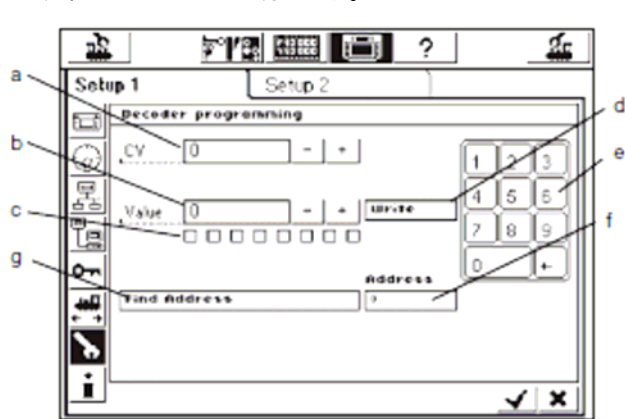 ?
Setup 1 Setup 2
Decoder programming
a
CV 0 - +
b
Value 0 - + Write
c
d
1 2 3
e
4 5 6
7 8 9
f
0 ←
g
Address
Find Address